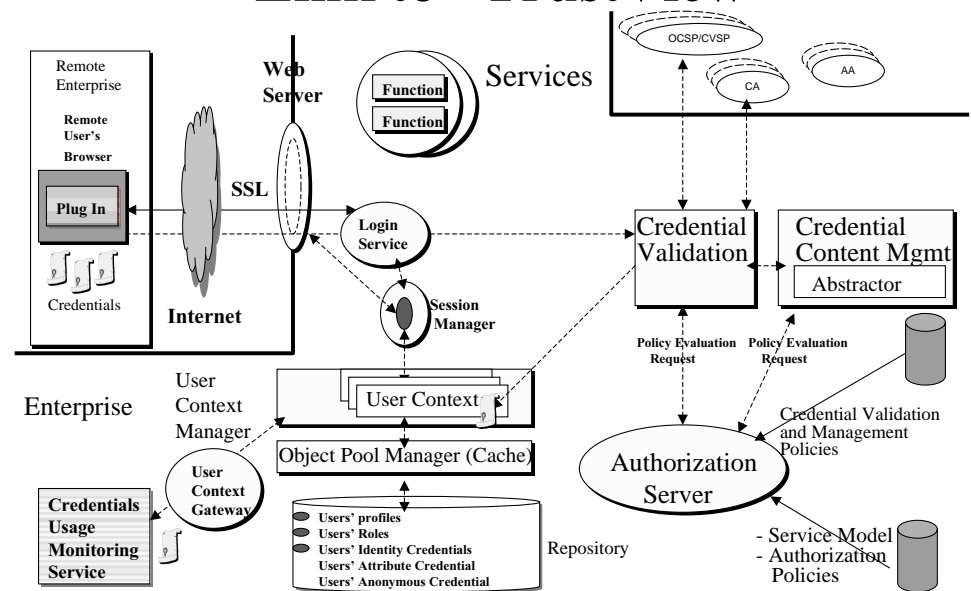 Remote
Enterprise
Remote
User's
Browser
Plug In
Credentials
SSL
Internet
Web
Server
Function
Function
Services
OCSP/CVSP
CA
AA
Login
Service
Session
Manager
Credential
Validation
Credential
Content Mgmt
Abstractor
Policy Evaluation
Request
Policy Evaluation
Request
Enterprise
User
Context
Manager
User Context
Object Pool Manager (Cache)
User
Context
Gateway
Credentials
Usage
Monitoring
Service
Users' profiles
Users' Roles
Users' Identity Credentials
Users' Attribute Credential
Users' Anonymous Credential
Repository
Authorization
Server
Credential Validation
and Management
Policies
- Service Model
- Authorization
Policies